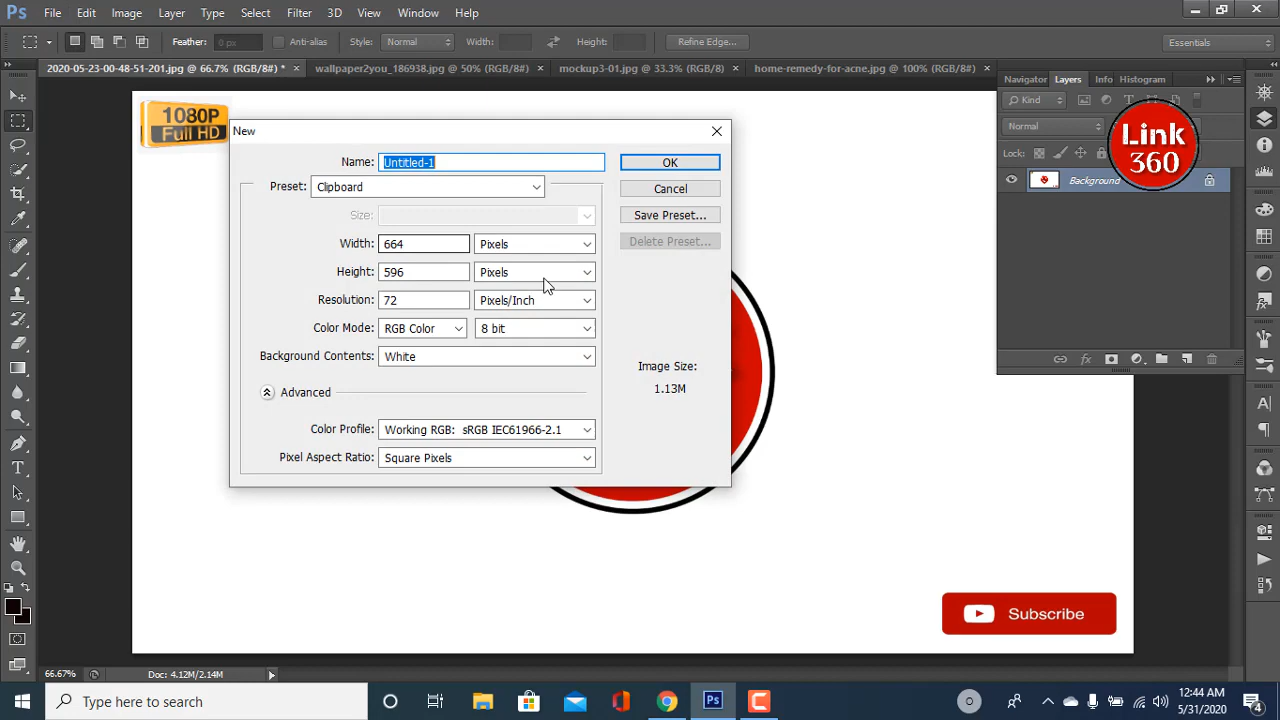 Ps File Edit Image Layer Type Select Filter 3D View Window Help
Feather: 0 px Anti-alias Style: Normal Width: Height: Refine Edge... Essentials
2020-05-23-00-48-51-201.jpg @ 66.7% (RGB/8#) * × wallpaper2you_186938.jpg @ 50% (RGB/8#) × mockup3-01.jpg @ 33.3% (RGB/8) × home-remedy-for-acne.jpg @ 100% (RGB/8#) ×
Navigator Layers Info Histogram
Kind
Normal
Lock:
Background
Link
360
1080P
Full HD
New
Name: Untitled-1 OK
Preset: Clipboard Cancel
Size: Save Preset...
Width: 664 Pixels Delete Preset...
Height: 596 Pixels
Resolution: 72 Pixels/Inch
Color Mode: RGB Color 8 bit
Background Contents: White
Image Size:
1.13M
Advanced
Color Profile: Working RGB: sRGB IEC61966-2.1
Pixel Aspect Ratio: Square Pixels
Subscribe
66.67% Doc: 4.12M/2.14M
Type here to search
Ps
12:44 AM
5/31/2020
4